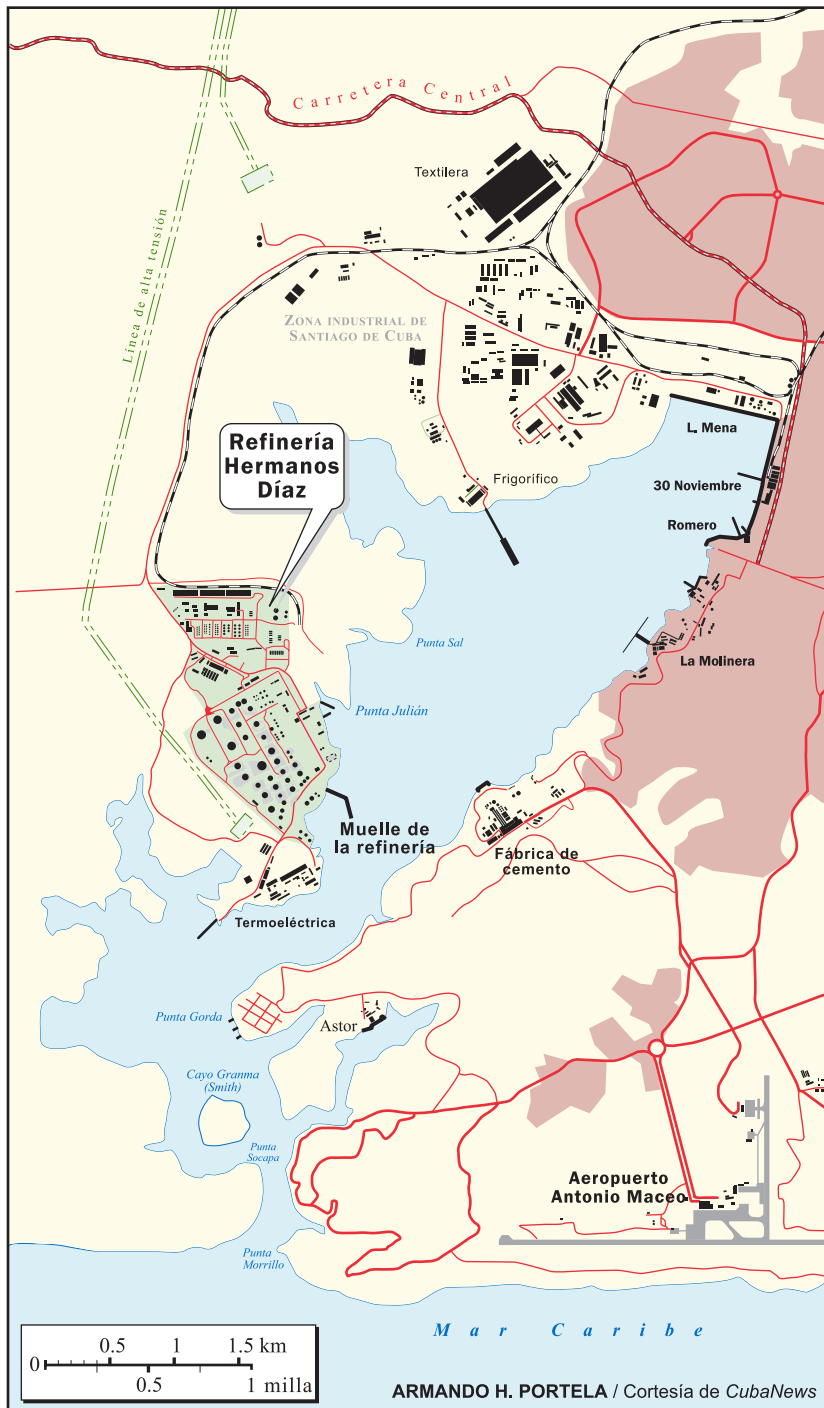 Carretera Central
Textilera
Línea de alta tensión
ZONA INDUSTRIAL DE
SANTIAGO DE CUBA
Refinería
Hermanos
Díaz
L. Mena
Frigorífico
30 Noviembre
Romero
Punta Sal
La Molinera
Punta Julián
Muelle de
la refinería
Fábrica de
cemento
Termoeléctrica
Punta Gorda
Astor
Cayo Granma
(Smith)
Punta
Socapa
Aeropuerto
Antonio Maceo
Punta
Morrillo
Mar Caribe
0.5 1 1.5 km
0
0.5 1 milla
ARMANDO H. PORTELA / Cortesía de CubaNews